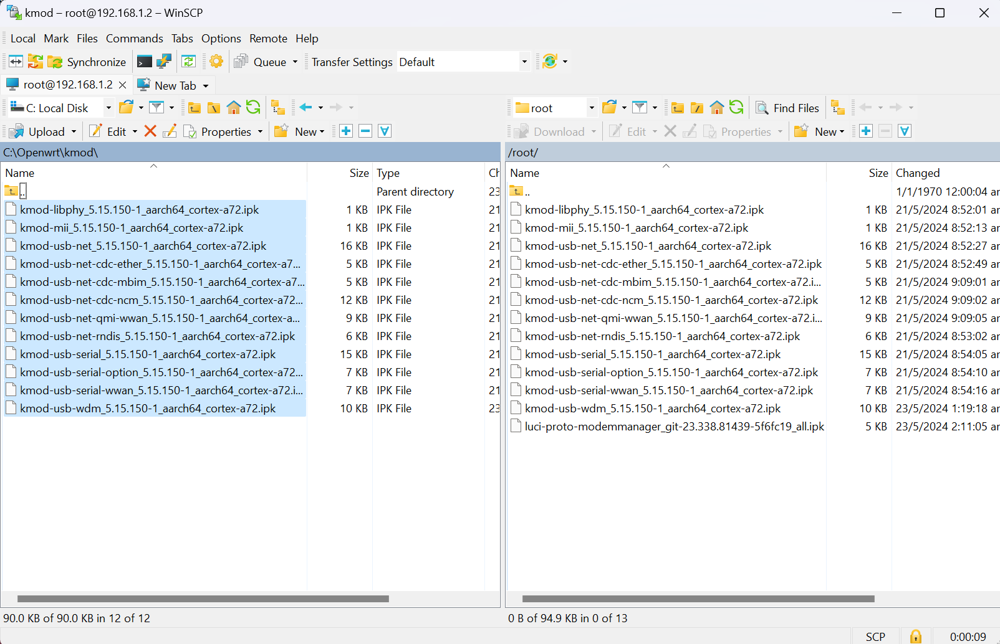 kmod – root@192.168.1.2 – WinSCP
Local Mark Files Commands Tabs Options Remote Help
Synchronize Queue Transfer Settings Default
root@192.168.1.2 New Tab
C: Local Disk root Find Files
Upload Edit Properties New Download Edit Properties New
C:\Openwrt\kmod\ /root/
Name Size Type Ch Name Size Changed
.. Parent directory 23 .. 1/1/1970 12:00:04 ar
kmod-libphy_5.15.150-1_aarch64_cortex-a72.ipk 1 KB IPK File 21 kmod-libphy_5.15.150-1_aarch64_cortex-a72.ipk 1 KB 21/5/2024 8:52:01 ar
kmod-mii_5.15.150-1_aarch64_cortex-a72.ipk 1 KB IPK File 21 kmod-mii_5.15.150-1_aarch64_cortex-a72.ipk 1 KB 21/5/2024 8:52:13 ar
kmod-usb-net_5.15.150-1_aarch64_cortex-a72.ipk 16 KB IPK File 21 kmod-usb-net_5.15.150-1_aarch64_cortex-a72.ipk 16 KB 21/5/2024 8:52:27 ar
kmod-usb-net-cdc-ether_5.15.150-1_aarch64_cortex-a7... 5 KB IPK File 21 kmod-usb-net-cdc-ether_5.15.150-1_aarch64_cortex-a72.ipk 5 KB 21/5/2024 8:52:49 ar
kmod-usb-net-cdc-mbim_5.15.150-1_aarch64_cortex-a7... 5 KB IPK File 21 kmod-usb-net-cdc-mbim_5.15.150-1_aarch64_cortex-a72.i... 5 KB 21/5/2024 9:09:01 ar
kmod-usb-net-cdc-ncm_5.15.150-1_aarch64_cortex-a72... 12 KB IPK File 21 kmod-usb-net-cdc-ncm_5.15.150-1_aarch64_cortex-a72.ipk 12 KB 21/5/2024 9:09:02 ar
kmod-usb-net-qmi-wwan_5.15.150-1_aarch64_cortex-a... 9 KB IPK File 21 kmod-usb-net-qmi-wwan_5.15.150-1_aarch64_cortex-a72.i... 9 KB 21/5/2024 9:09:05 ar
kmod-usb-net-rndis_5.15.150-1_aarch64_cortex-a72.ipk 6 KB IPK File 21 kmod-usb-net-rndis_5.15.150-1_aarch64_cortex-a72.ipk 6 KB 21/5/2024 8:53:02 ar
kmod-usb-serial_5.15.150-1_aarch64_cortex-a72.ipk 15 KB IPK File 21 kmod-usb-serial_5.15.150-1_aarch64_cortex-a72.ipk 15 KB 21/5/2024 8:54:05 ar
kmod-usb-serial-option_5.15.150-1_aarch64_cortex-a72... 7 KB IPK File 21 kmod-usb-serial-option_5.15.150-1_aarch64_cortex-a72.ipk 7 KB 21/5/2024 8:54:10 ar
kmod-usb-serial-wwan_5.15.150-1_aarch64_cortex-a72.i... 7 KB IPK File 21 kmod-usb-serial-wwan_5.15.150-1_aarch64_cortex-a72.ipk 7 KB 21/5/2024 8:54:16 ar
kmod-usb-wdm_5.15.150-1_aarch64_cortex-a72.ipk 10 KB IPK File 23 kmod-usb-wdm_5.15.150-1_aarch64_cortex-a72.ipk 10 KB 23/5/2024 1:19:18 ar
luci-proto-modemmanager_git-23.338.81439-5f6fc19_all.ipk 5 KB 23/5/2024 2:11:05 ar
90.0 KB of 90.0 KB in 12 of 12 0 B of 94.9 KB in 0 of 13
SCP 0:00:09